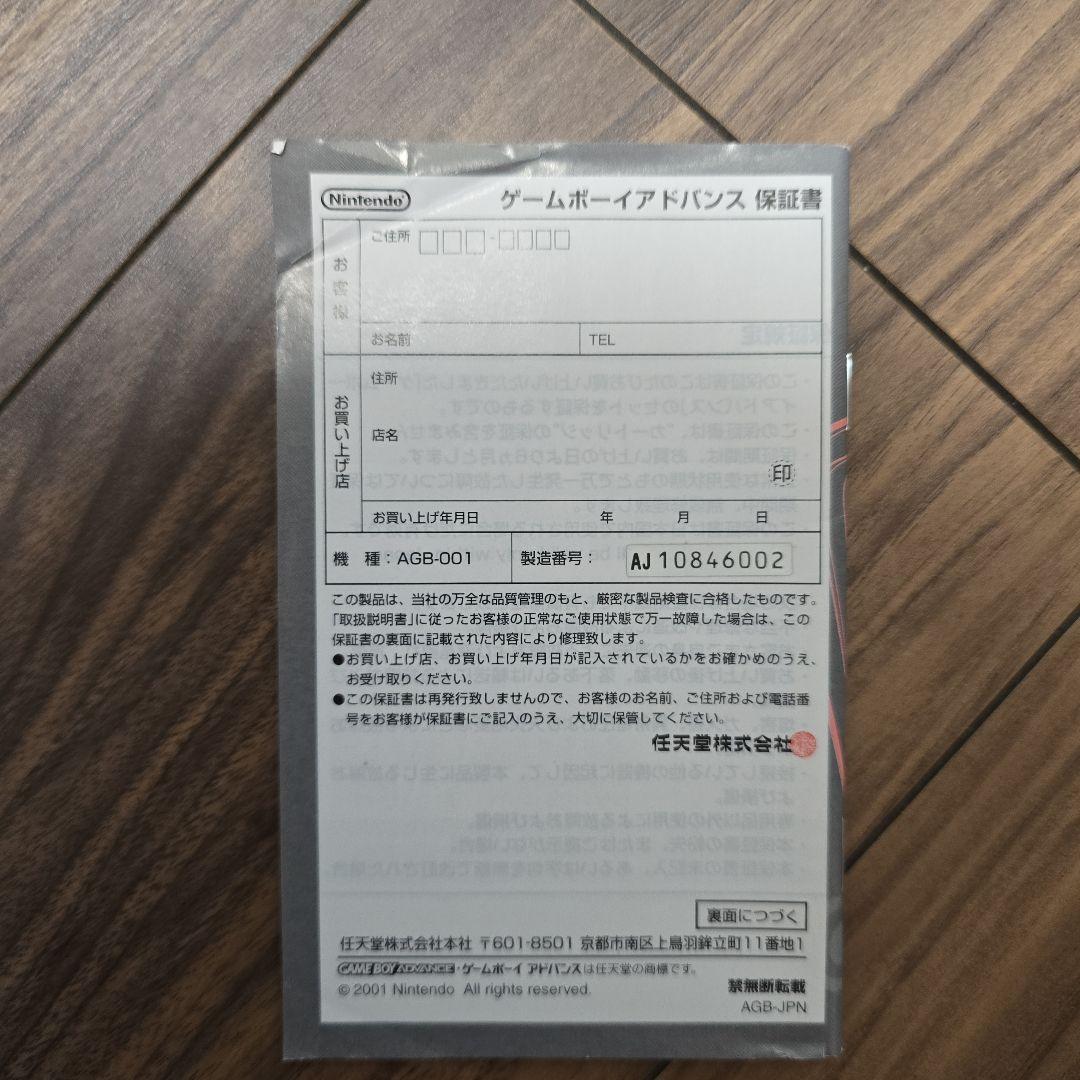 Nintendo ゲームボーイアドバンス 保証書
お客様
ご住所 □□□-□□□□
お名前 TEL
お買い上げ店
住所
店名
印
お買い上げ年月日 年 月 日
機 種：AGB-001 製造番号： AJ 10846002
この製品は、当社の万全な品質管理のもと、厳密な製品検査に合格したものです。
「取扱説明書」に従ったお客様の正常なご使用状態で万一故障した場合は、この
保証書の裏面に記載された内容により修理致します。
●お買い上げ店、お買い上げ年月日が記入されているかをお確かめのうえ、
お受け取りください。
●この保証書は再発行致しませんので、お客様のお名前、ご住所および電話番
号をお客様が保証書にご記入のうえ、大切に保管してください。
任天堂株式会社
裏面につづく
任天堂株式会社本社 〒601-8501 京都市南区上鳥羽鉾立町11番地1
GAME BOY ADVANCE・ゲームボーイ アドバンスは任天堂の商標です。
© 2001 Nintendo All rights reserved.
禁無断転載
AGB-JPN